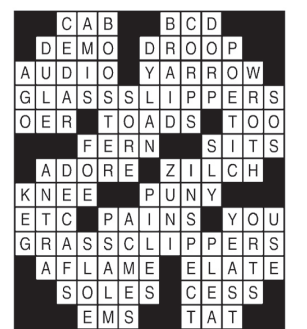 CAB BCD
DEMO DROOP
AUDIO YARROW
GLASSSLIPPERS
OER TOADS TOO
FERN SITS
ADORE ZILCH
KNEE PUNY
ETC PAINS YOU
GRASSCLIPPERS
AFLAME ELATE
SOLES CESS
EMS TAT